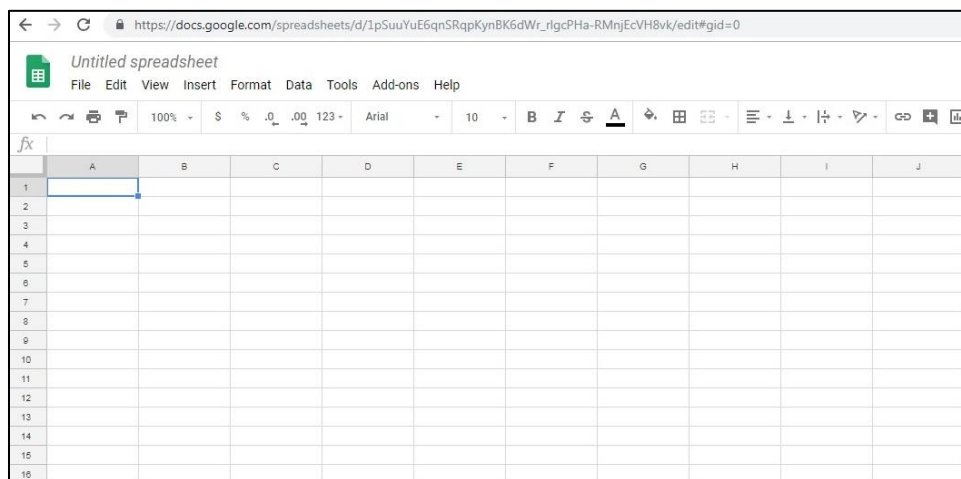 https://docs.google.com/spreadsheets/d/1pSuuYuE6qnSRqpKynBK6dWr_rlgcPHa-RMnjEcVH8vk/edit#gid=0
Untitled spreadsheet
File Edit View Insert Format Data Tools Add-ons Help
100% $ % .0 .00 123 Arial 10 B I S A
fx
A B C D E F G H I J
1
2
3
4
5
6
7
8
9
10
11
12
13
14
15
16